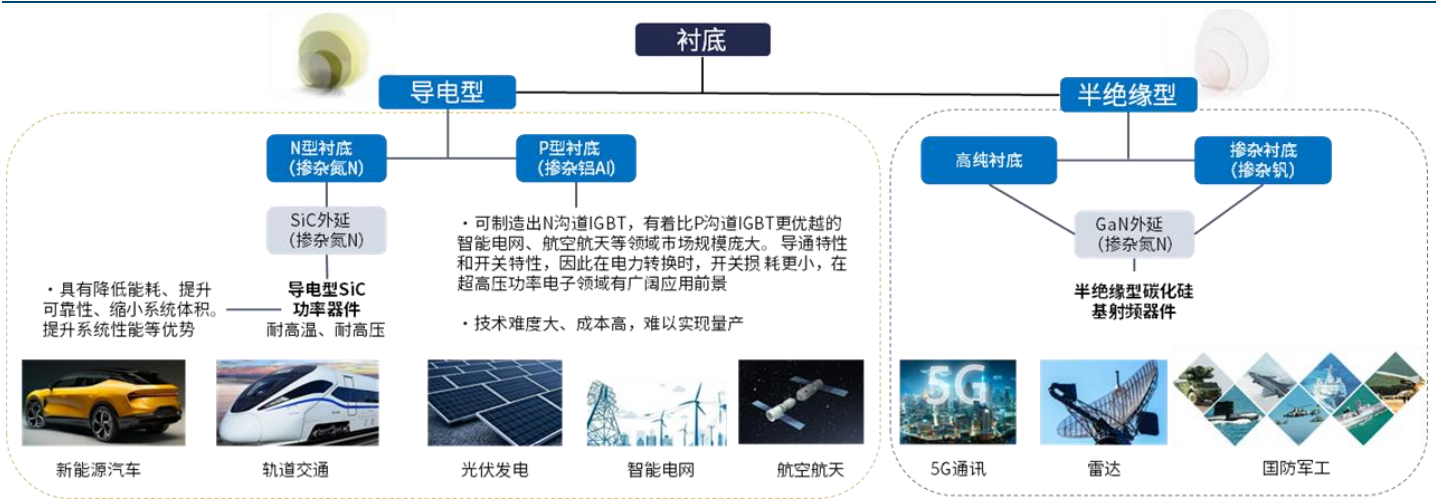 衬底
导电型
半绝缘型
N型衬底
(掺杂氮N)
P型衬底
(掺杂铝Al)
高纯衬底
掺杂衬底
(掺杂钒)
SiC外延
(掺杂氮N)
GaN外延
(掺杂氮N)
·可制造出N沟道IGBT，有着比P沟道IGBT更优越的
智能电网、航空航天等领域市场规模庞大。 导通特性
和开关特性，因此在电力转换时，开关损 耗更小，在
超高压功率电子领域有广阔应用前景
·技术难度大、成本高，难以实现量产
·具有降低能耗、提升
可靠性、缩小系统体积。
提升系统性能等优势
导电型SiC
功率器件
耐高温、耐高压
半绝缘型碳化硅
基射频器件
5G
新能源汽车
轨道交通
光伏发电
智能电网
航空航天
5G通讯
雷达
国防军工